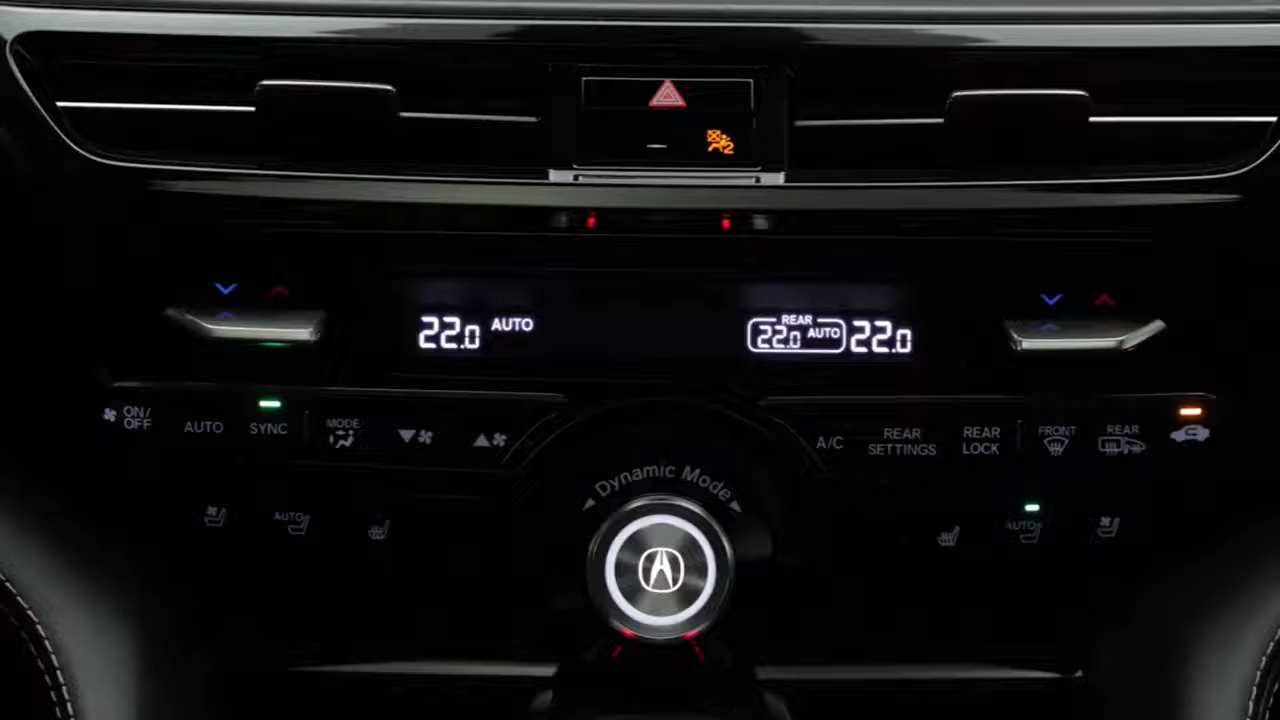 2
22.0 AUTO
REAR
22.0 AUTO
22.0
ON/
OFF
AUTO
SYNC
MODE
A/C
REAR
SETTINGS
REAR
LOCK
FRONT
REAR
Dynamic Mode
AUTO
AUTO